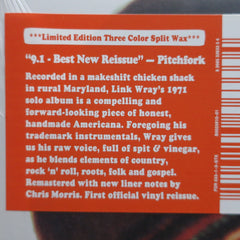 ***Limited Edition Three Color Split Wax***
“9.1 - Best New Reissue” — Pitchfork
Recorded in a makeshift chicken shack
in rural Maryland, Link Wray's 1971
solo album is a compelling and
forward-looking piece of honest,
handmade Americana. Foregoing his
trademark instrumentals, Wray gives
us his raw voice, full of spit & vinegar,
as he blends elements of country,
rock 'n' roll, roots, folk and gospel.
Remastered with new liner notes by
Chris Morris. First official vinyl reissue.